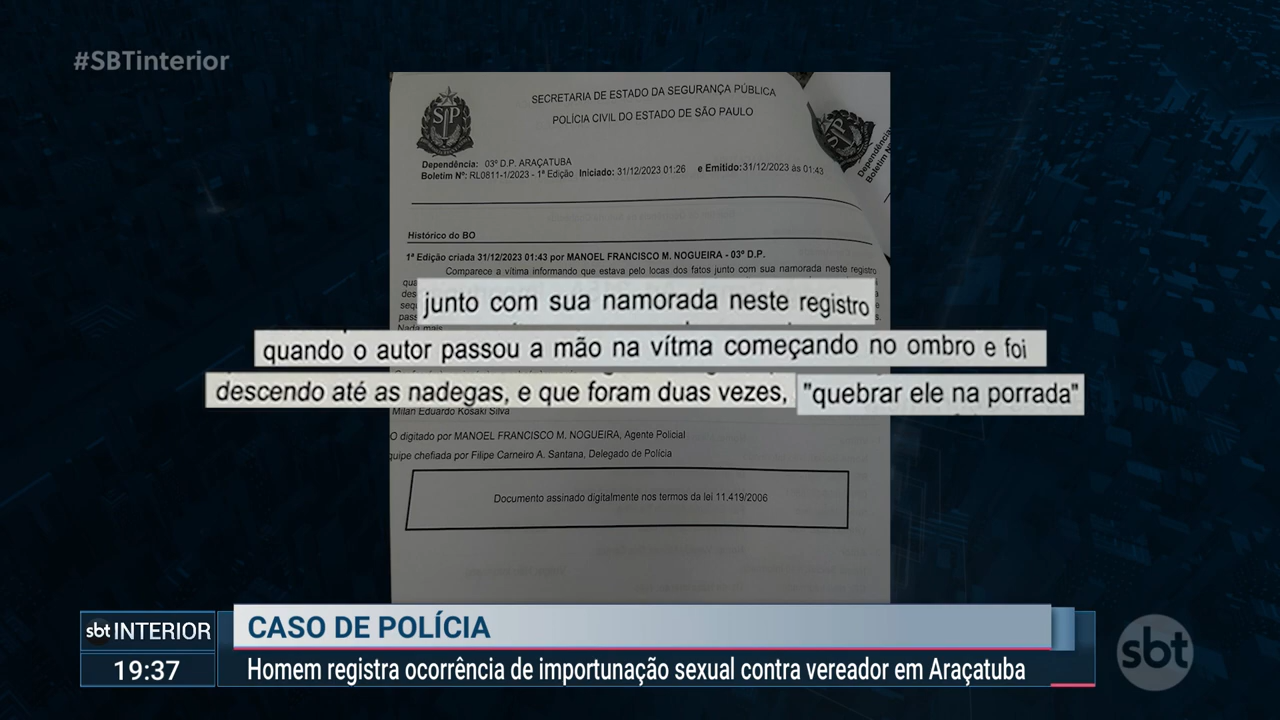 #SBTinterior
SECRETARIA DE ESTADO DA SEGURANÇA PÚBLICA
POLÍCIA CIVIL DO ESTADO DE SÃO PAULO
SP
Dependência: 03º D.P. ARAÇATUBA
Boletim Nº: RL0811-1/2023 - 1ª Edição Iniciado: 31/12/2023 01:26 e Emitido:31/12/2023 às 01:43
Dependência:
Boletim Nº
Histórico do BO
1ª Edição criada 31/12/2023 01:43 por MANOEL FRANCISCO M. NOGUEIRA - 03º D.P.
Comparece a vítima informando que estava pelo locas dos fatos junto com sua namorada neste registro
junto com sua namorada neste registro
quando o autor passou a mão na vítma começando no ombro e foi
descendo até as nadegas, e que foram duas vezes, "quebrar ele na porrada"
Milan Eduardo Kosaki Silva
O digitado por MANOEL FRANCISCO M. NOGUEIRA, Agente Policial
quipe chefiada por Filipe Carneiro A. Santana, Delegado de Polícia
Documento assinado digitalmente nos termos da lei 11.419/2006
sbt INTERIOR
19:37
CASO DE POLÍCIA
Homem registra ocorrência de importunação sexual contra vereador em Araçatuba
sbt